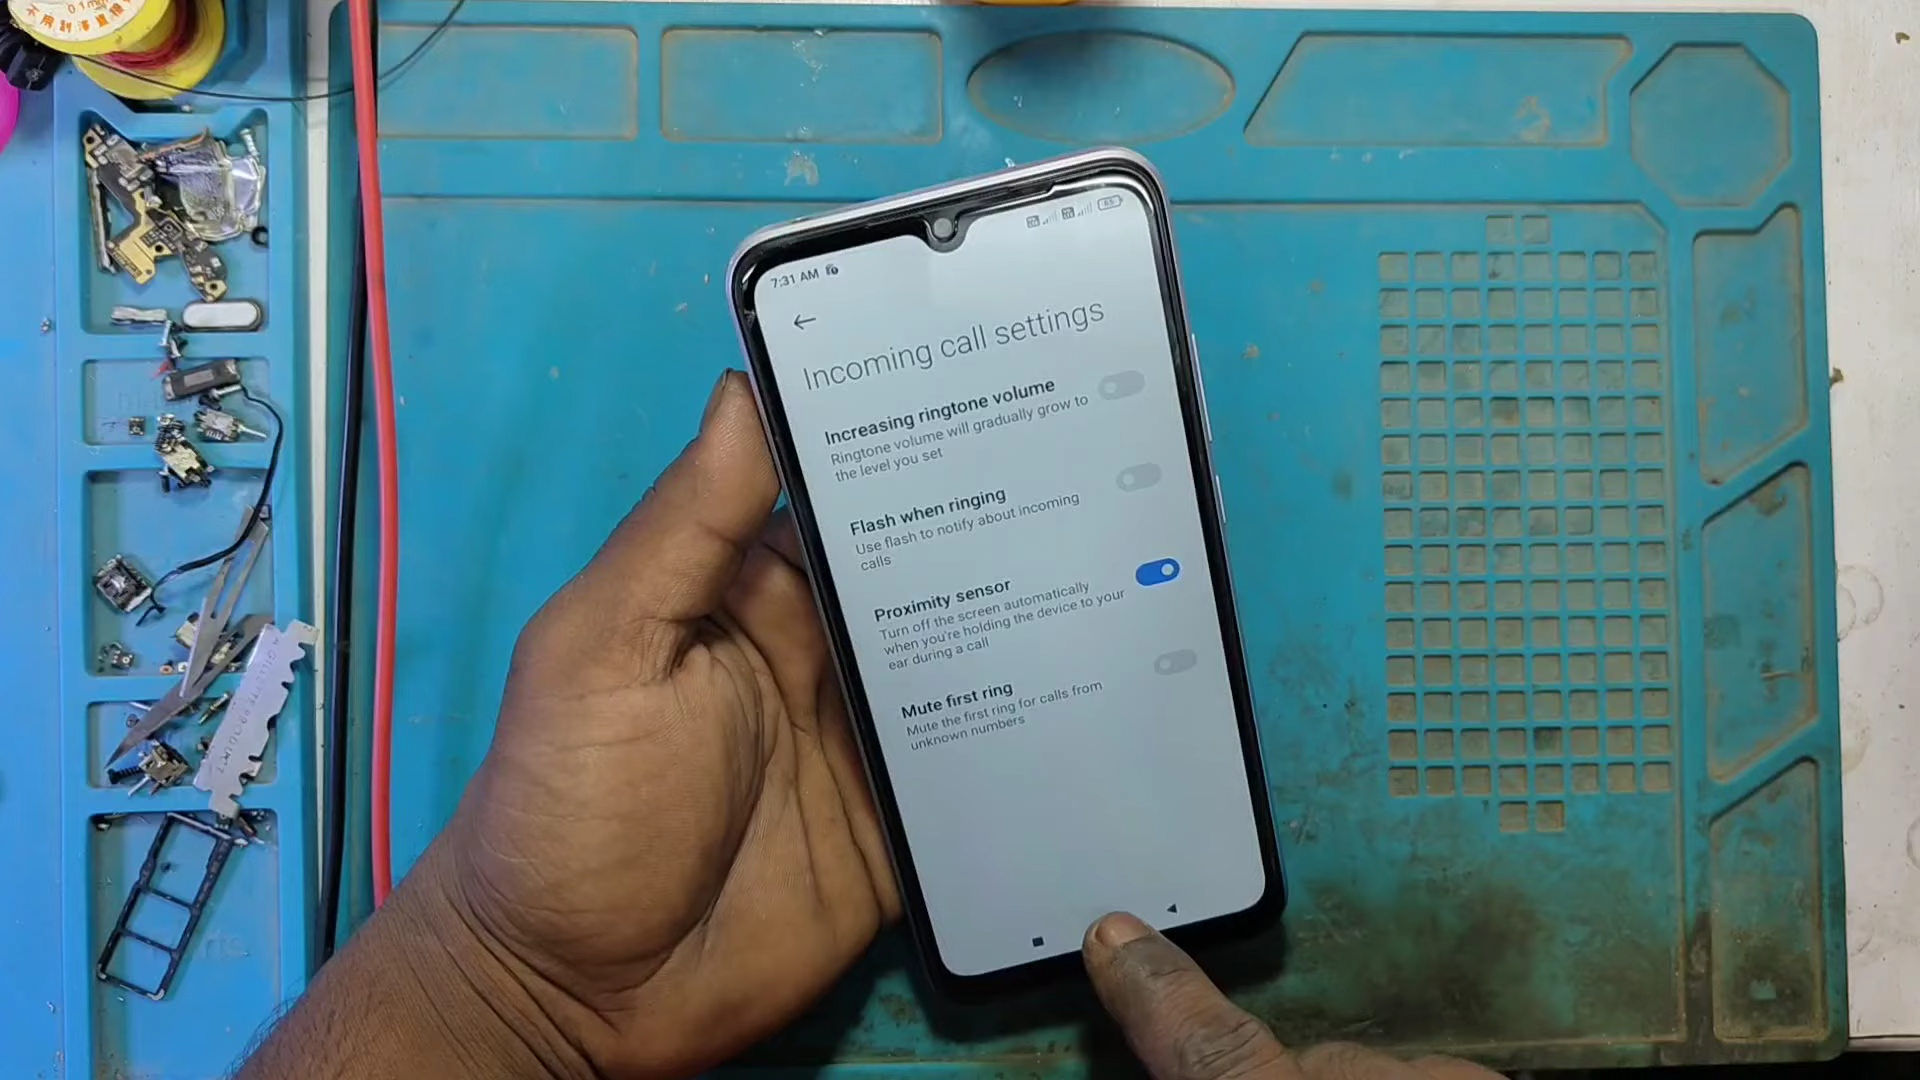 0.1m
7:31 AM
65
Incoming call settings
Increasing ringtone volume
Ringtone volume will gradually grow to
the level you set
Flash when ringing
Use flash to notify about incoming
calls
Proximity sensor
Turn off the screen automatically
when you're holding the device to your
ear during a call
Mute first ring
Mute the first ring for calls from
unknown numbers